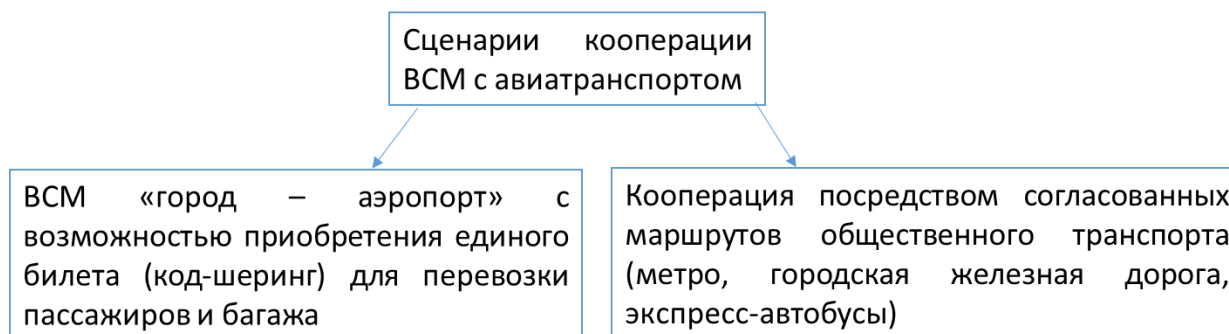 Сценарии кооперации
ВСМ с авиатранспортом
ВСМ «город – аэропорт» с
возможностью приобретения единого
билета (код-шеринг) для перевозки
пассажиров и багажа
Кооперация посредством согласованных
маршрутов общественного транспорта
(метро, городская железная дорога,
экспресс-автобусы)